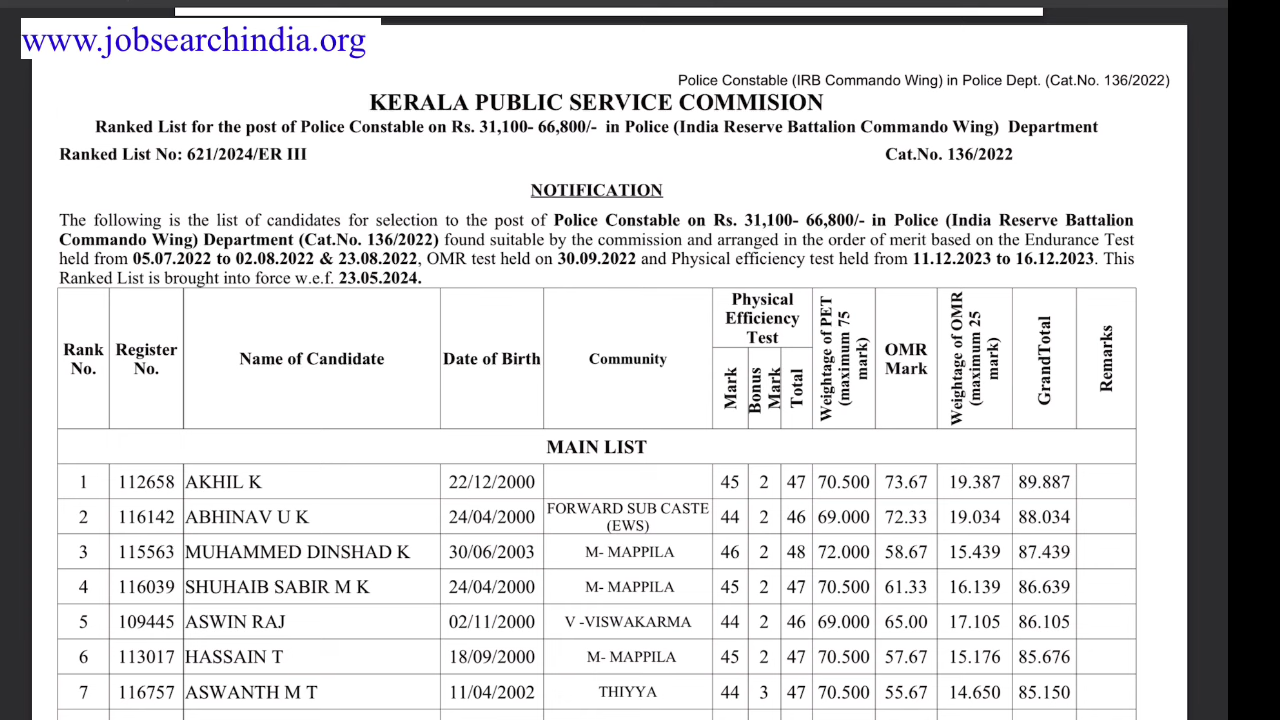 www.jobsearchindia.org
Police Constable (IRB Commando Wing) in Police Dept. (Cat.No. 136/2022)
KERALA PUBLIC SERVICE COMMISION
Ranked List for the post of Police Constable on Rs. 31,100- 66,800/- in Police (India Reserve Battalion Commando Wing) Department
Ranked List No: 621/2024/ER III Cat.No. 136/2022
NOTIFICATION
The following is the list of candidates for selection to the post of Police Constable on Rs. 31,100- 66,800/- in Police (India Reserve Battalion
Commando Wing) Department (Cat.No. 136/2022) found suitable by the commission and arranged in the order of merit based on the Endurance Test
held from 05.07.2022 to 02.08.2022 & 23.08.2022, OMR test held on 30.09.2022 and Physical efficiency test held from 11.12.2023 to 16.12.2023. This
Ranked List is brought into force w.e.f. 23.05.2024.
Rank No.
Register No.
Name of Candidate
Date of Birth
Community
Physical
Efficiency
Test
Mark
Bonus Mark
Total
Weightage of PET (maximum 75 mark)
OMR Mark
Weightage of OMR (maximum 25 mark)
GrandTotal
Remarks
MAIN LIST
1 112658 AKHIL K 22/12/2000 45 2 47 70.500 73.67 19.387 89.887
2 116142 ABHINAV U K 24/04/2000 FORWARD SUB CASTE (EWS) 44 2 46 69.000 72.33 19.034 88.034
3 115563 MUHAMMED DINSHAD K 30/06/2003 M- MAPPILA 46 2 48 72.000 58.67 15.439 87.439
4 116039 SHUHAIB SABIR M K 24/04/2000 M- MAPPILA 45 2 47 70.500 61.33 16.139 86.639
5 109445 ASWIN RAJ 02/11/2000 V -VISWAKARMA 44 2 46 69.000 65.00 17.105 86.105
6 113017 HASSAIN T 18/09/2000 M- MAPPILA 45 2 47 70.500 57.67 15.176 85.676
7 116757 ASWANTH M T 11/04/2002 THIYYA 44 3 47 70.500 55.67 14.650 85.150